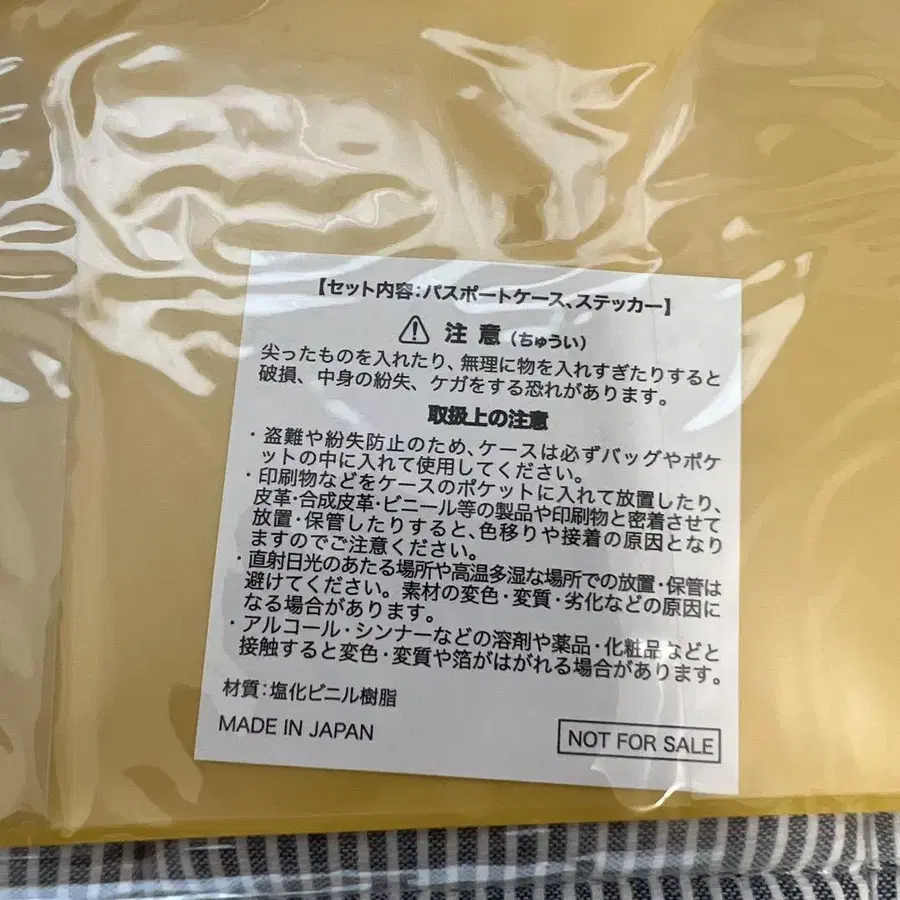 【セット内容:パスポートケース、ステッカー】
⚠ 注意(ちゅうい)
尖ったものを入れたり、無理に物を入れすぎたりすると
破損、中身の紛失、ケガをする恐れがあります。
取扱上の注意
・盗難や紛失防止のため、ケースは必ずバッグやポケ
ットの中に入れて使用してください。
・印刷物などをケースのポケットに入れて放置したり、
皮革・合成皮革・ビニール等の製品や印刷物と密着させて
放置・保管したりすると、色移りや接着の原因となり
ますのでご注意ください。
・直射日光のあたる場所や高温多湿な場所での放置・保管は
避けてください。素材の変色・変質・劣化などの原因に
なる場合があります。
・アルコール・シンナーなどの溶剤や薬品・化粧品などと
接触すると変色・変質や箔がはがれる場合があります。
材質:塩化ビニル樹脂
MADE IN JAPAN
NOT FOR SALE